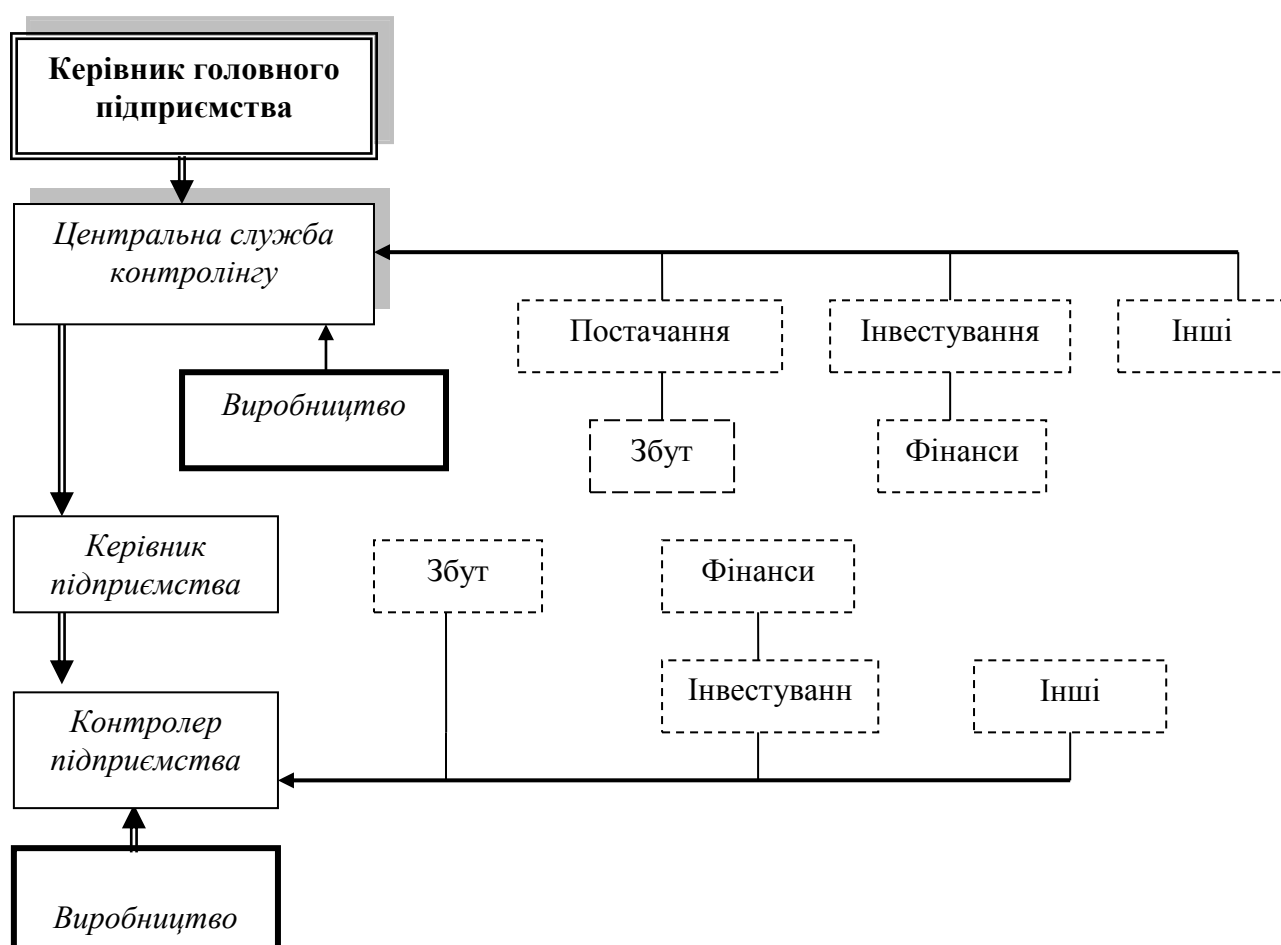 Керівник головного
підприємства
Центральна служба
контролінгу
Постачання
Інвестування
Інші
Виробництво
Збут
Фінанси
Керівник
підприємства
Збут
Фінанси
Інвестуванн
Інші
Контролер
підприємства
Виробництво